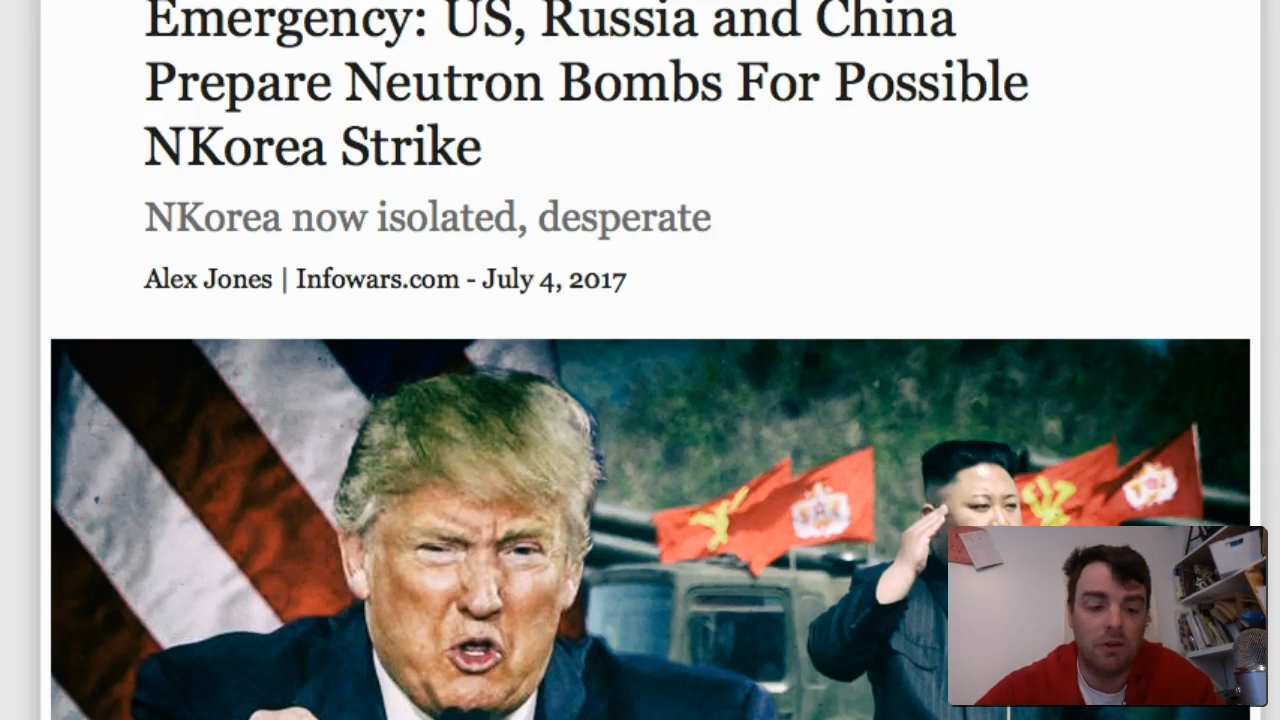 Emergency: US, Russia and China
Prepare Neutron Bombs For Possible
NKorea Strike
NKorea now isolated, desperate
Alex Jones | Infowars.com - July 4, 2017